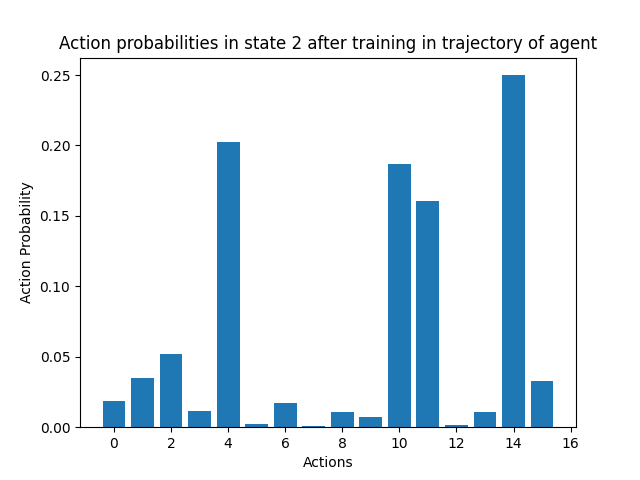 Action probabilities in state 2 after training in trajectory of agent
0.25
0.20
0.15
0.10
0.05
0.00
Action Probability
0 2 4 6 8 10 12 14 16
Actions